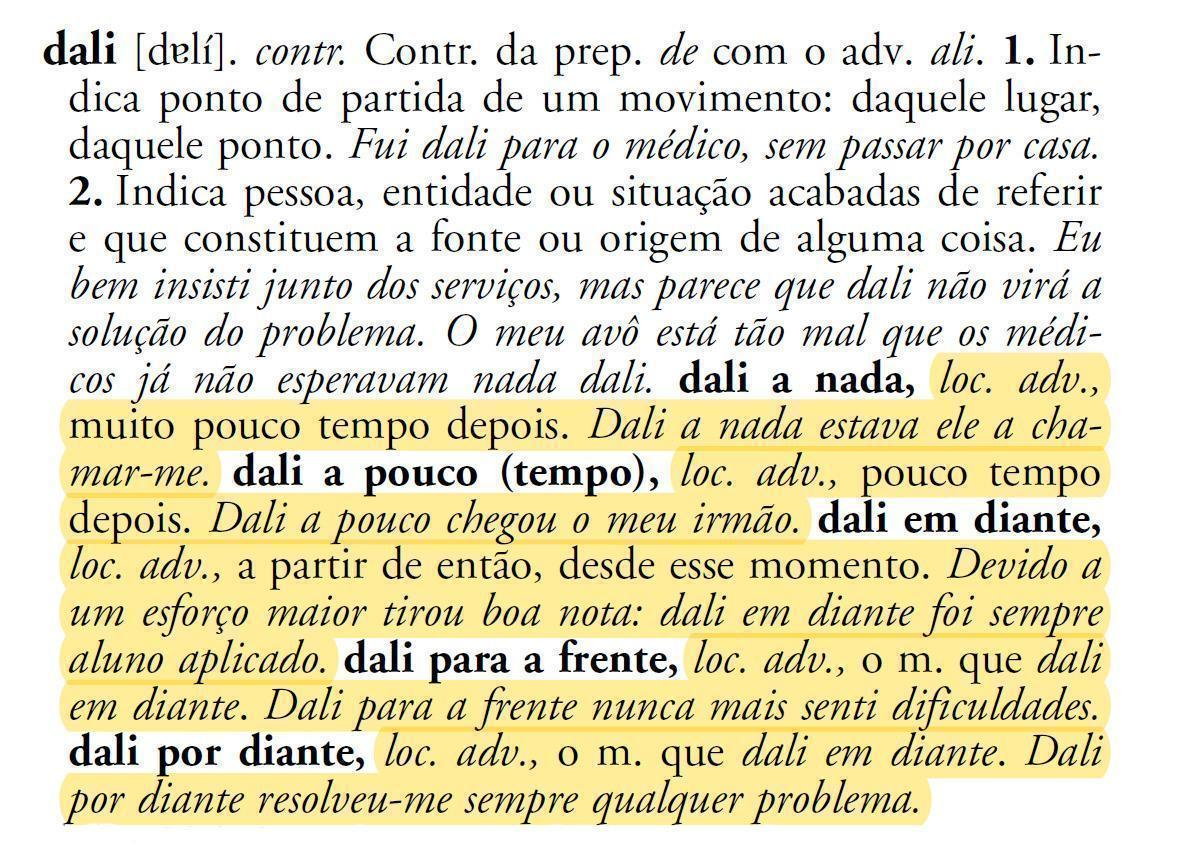 dali [dɐlí]. contr. Contr. da prep. de com o adv. ali. 1. In-
dica ponto de partida de um movimento: daquele lugar,
daquele ponto. Fui dali para o médico, sem passar por casa.
2. Indica pessoa, entidade ou situação acabadas de referir
e que constituem a fonte ou origem de alguma coisa. Eu
bem insisti junto dos serviços, mas parece que dali não virá a
solução do problema. O meu avô está tão mal que os médi-
cos já não esperavam nada dali. dali a nada, loc. adv.,
muito pouco tempo depois. Dali a nada estava ele a cha-
mar-me. dali a pouco (tempo), loc. adv., pouco tempo
depois. Dali a pouco chegou o meu irmão. dali em diante,
loc. adv., a partir de então, desde esse momento. Devido a
um esforço maior tirou boa nota: dali em diante foi sempre
aluno aplicado. dali para a frente, loc. adv., o m. que dali
em diante. Dali para a frente nunca mais senti dificuldades.
dali por diante, loc. adv., o m. que dali em diante. Dali
por diante resolveu-me sempre qualquer problema.